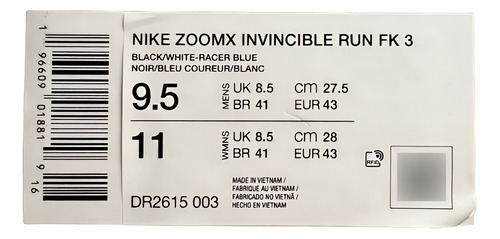 NIKE ZOOMX INVINCIBLE RUN FK 3
BLACK/WHITE-RACER BLUE
NOIR/BLEU COUREUR/BLANC
9.5 MENS UK 8.5 CM 27.5
BR 41 EUR 43
11 WMNS UK 8.5 CM 28
BR 41 EUR 43
MADE IN VIETNAM /
FABRIQUE AU VIETNAM /
FABRICADO NO VIETNÃ /
HECHO EN VIETNAM
DR2615 003
RFID
1 96609 01881 9 16